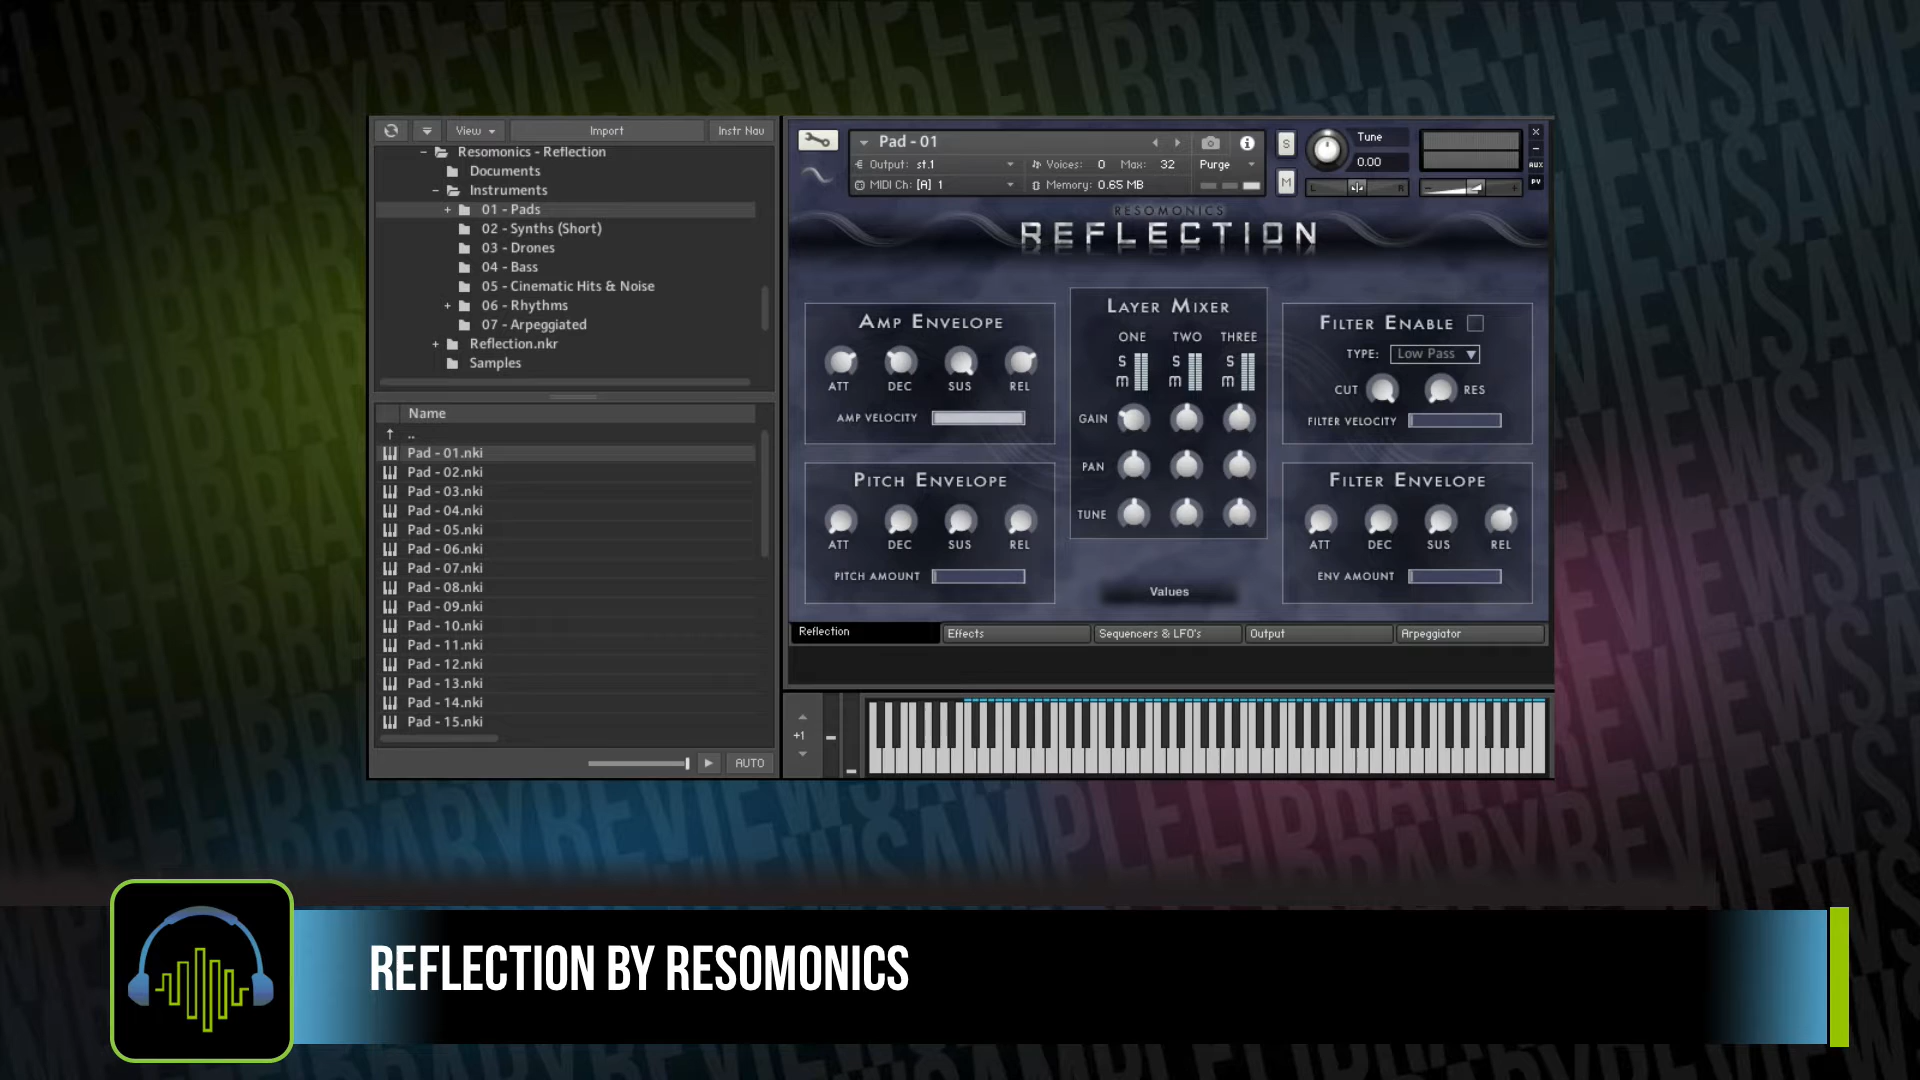 View
Import
Instr Nav
Resomonics - Reflection
Documents
Instruments
01 - Pads
02 - Synths (Short)
03 - Drones
04 - Bass
05 - Cinematic Hits & Noise
06 - Rhythms
07 - Arpeggiated
Reflection.nkr
Samples
Name
..
Pad - 01.nki
Pad - 02.nki
Pad - 03.nki
Pad - 04.nki
Pad - 05.nki
Pad - 06.nki
Pad - 07.nki
Pad - 08.nki
Pad - 09.nki
Pad - 10.nki
Pad - 11.nki
Pad - 12.nki
Pad - 13.nki
Pad - 14.nki
Pad - 15.nki
AUTO
Pad - 01
Output: st.1
Voices: 0 Max: 32
Purge
MIDI Ch: [A] 1
Memory: 0.65 MB
S
M
Tune
0.00
L R
AUX
PV
RESOMONICS
REFLECTION
AMP ENVELOPE
ATT DEC SUS REL
AMP VELOCITY
PITCH ENVELOPE
ATT DEC SUS REL
PITCH AMOUNT
LAYER MIXER
ONE TWO THREE
S S S
M M M
GAIN
PAN
TUNE
Values
FILTER ENABLE
TYPE: Low Pass
CUT RES
FILTER VELOCITY
FILTER ENVELOPE
ATT DEC SUS REL
ENV AMOUNT
Reflection
Effects
Sequencers & LFO's
Output
Arpeggiator
+1
REFLECTION BY RESOMONICS